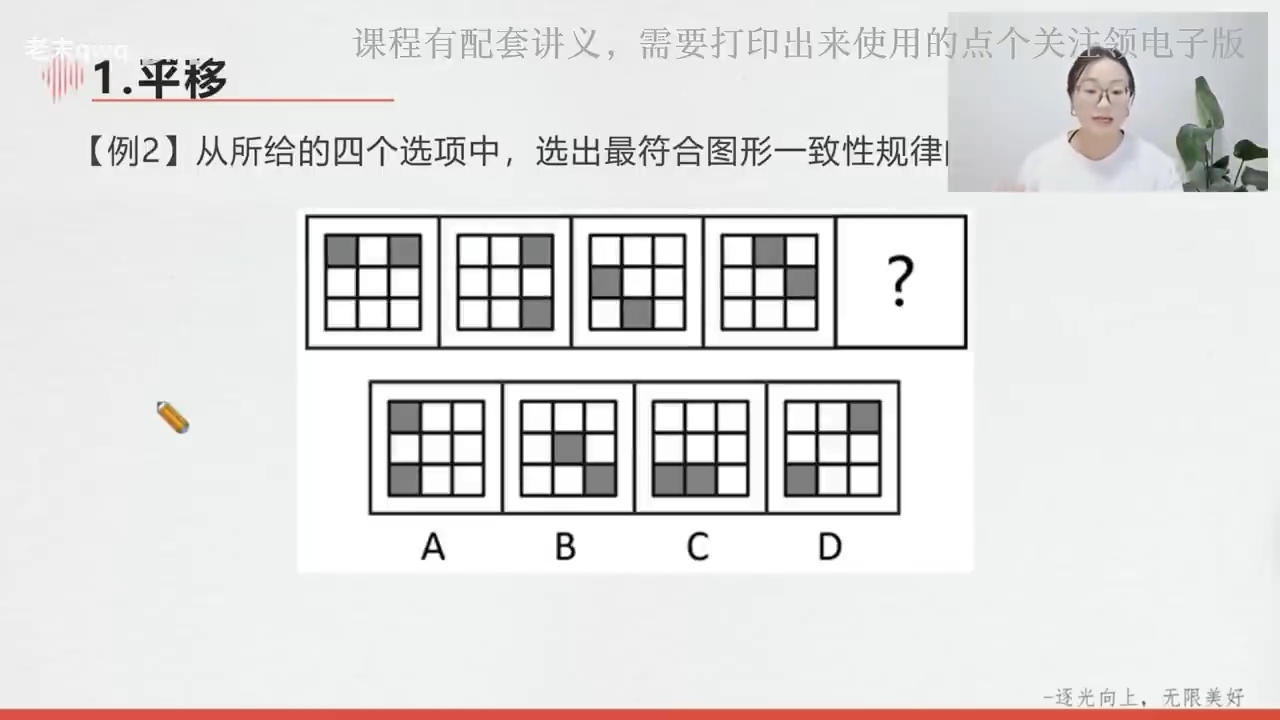 课程有配套讲义，需要打印出来使用的点个关注领电子版
老末qwq
1.平移
【例2】从所给的四个选项中，选出最符合图形一致性规律
?
A B C D
-逐光向上，无限美好